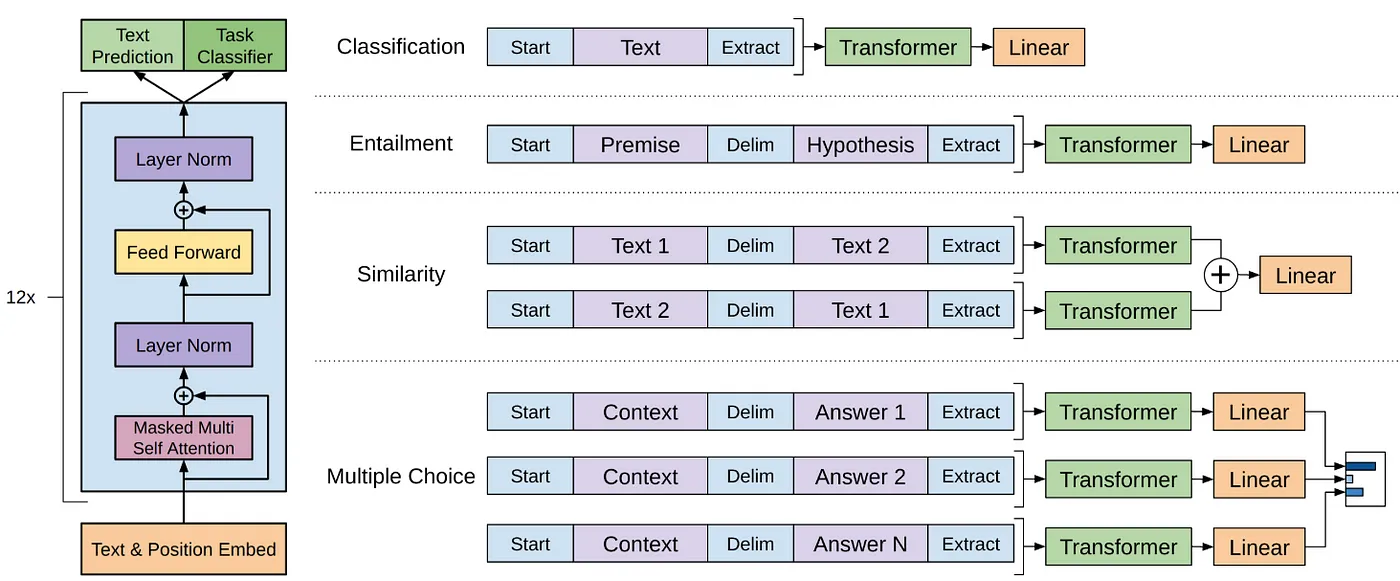 Text
Prediction
Task
Classifier
Layer Norm
Feed Forward
12x
Layer Norm
Masked Multi
Self Attention
Text & Position Embed
Classification
Start Text Extract Transformer Linear
Entailment
Start Premise Delim Hypothesis Extract Transformer Linear
Similarity
Start Text 1 Delim Text 2 Extract Transformer
+ Linear
Start Text 2 Delim Text 1 Extract Transformer
Multiple Choice
Start Context Delim Answer 1 Extract Transformer Linear
Start Context Delim Answer 2 Extract Transformer Linear
Start Context Delim Answer N Extract Transformer Linear